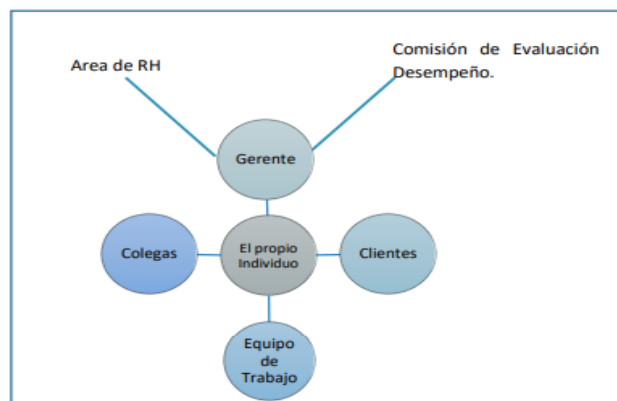 Comisión de Evaluación
Area de RH
Desempeño.
Gerente
Colegas
El propio
Individuo
Clientes
Equipo
de
Trabajo